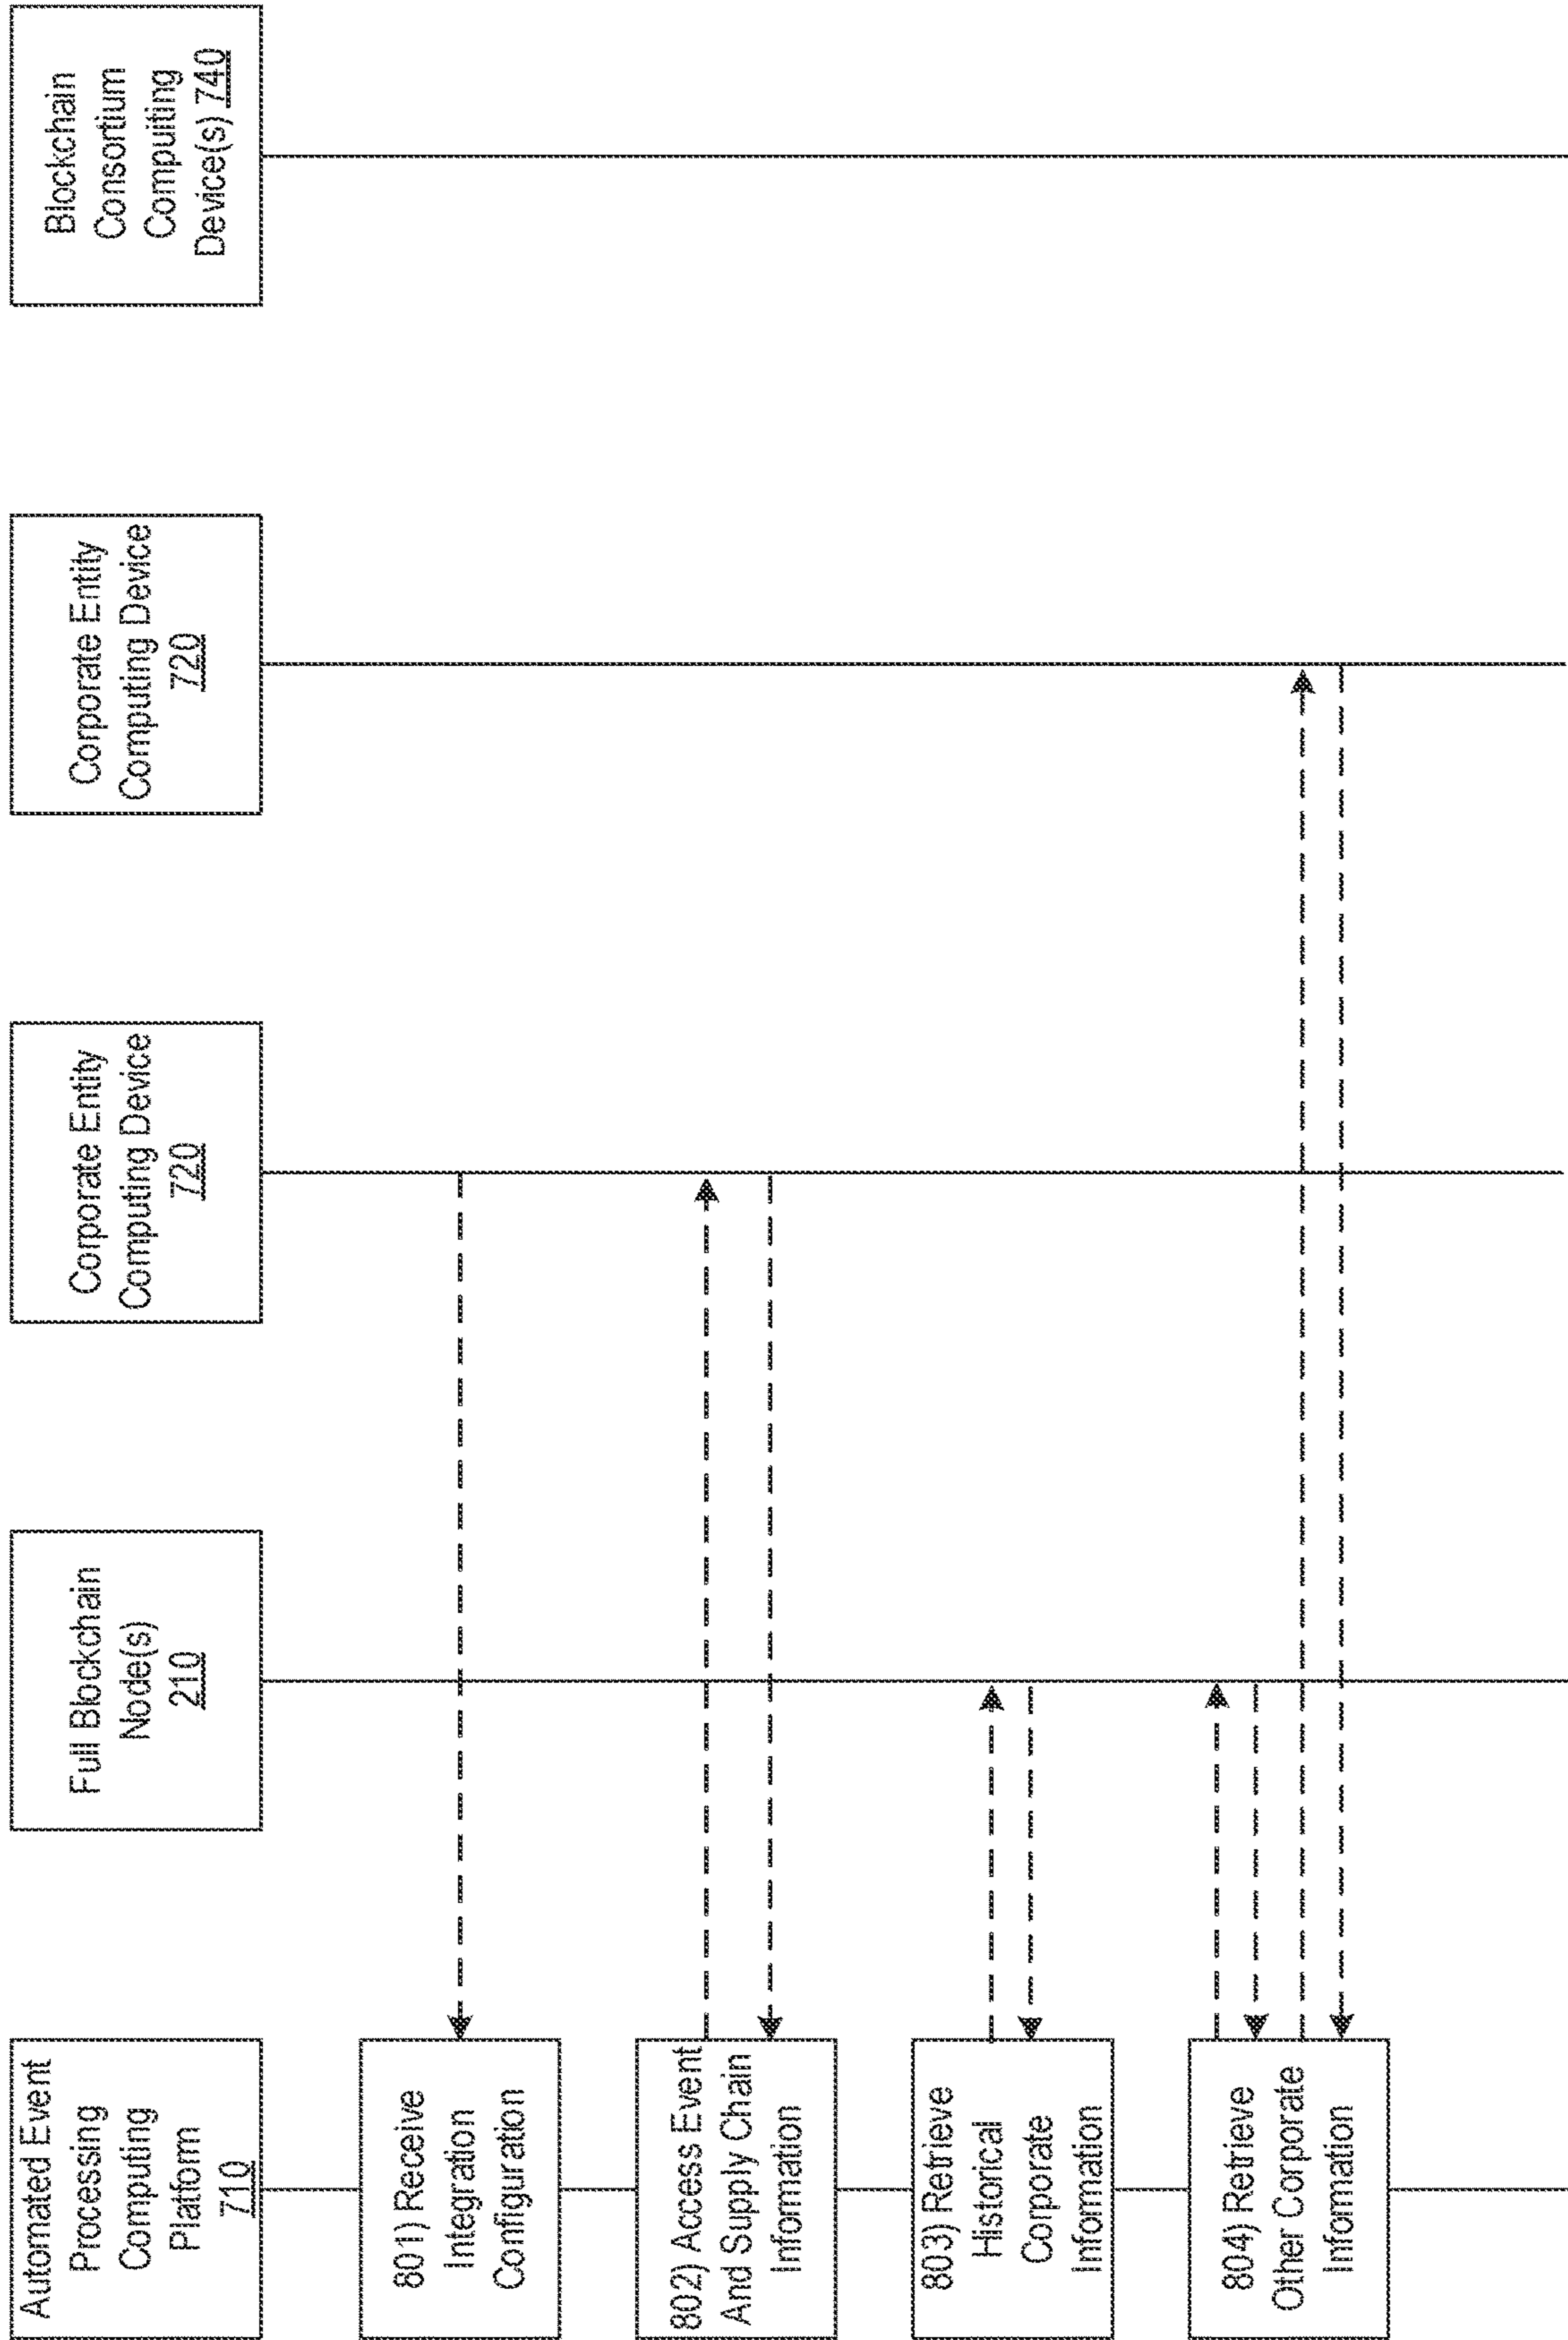 Automated Event
Processing
Computing
Platform
710
Full Blockchain
Node(s)
210
Corporate Entity
Computing Device
720
Corporate Entity
Computing Device
720
Blockchain
Consortium
Compuiting
Device(s) 740
801) Receive
Integration
Configuration
802) Access Event
And Supply Chain
Information
803) Retrieve
Historical
Corporate
Information
804) Retrieve
Other Corporate
Information